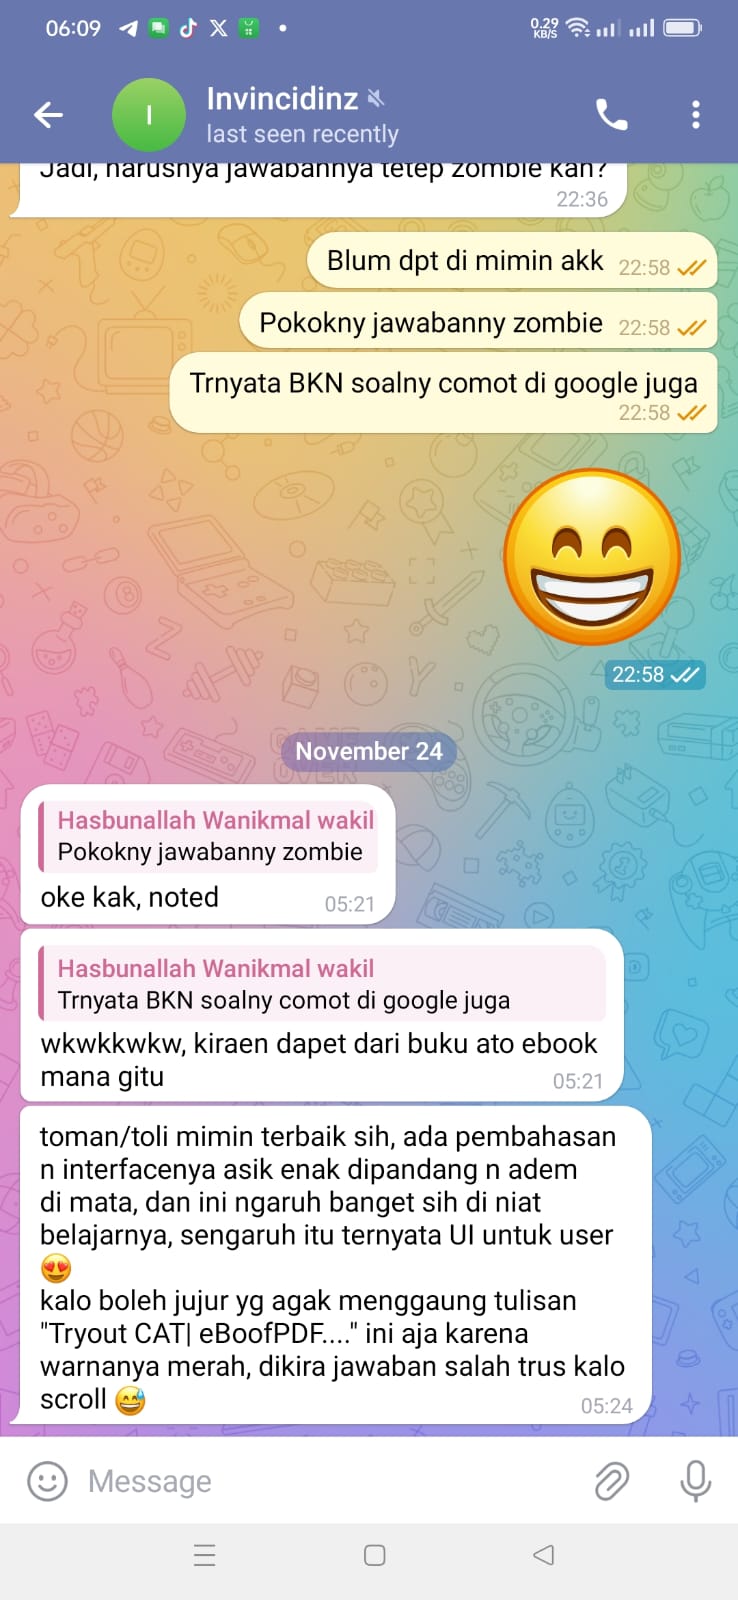 06:09
0.29
KB/S
Invincidinz
last seen recently
Jadi, harusnya jawabannya tetep zombie kan?
22:36
Blum dpt di mimin akk 22:58
Pokokny jawabanny zombie 22:58
Trnyata BKN soalny comot di google juga
22:58
22:58
November 24
Hasbunallah Wanikmal wakil
Pokokny jawabanny zombie
oke kak, noted 05:21
Hasbunallah Wanikmal wakil
Trnyata BKN soalny comot di google juga
wkwkkwkw, kiraen dapet dari buku ato ebook
mana gitu 05:21
toman/toli mimin terbaik sih, ada pembahasan
n interfacenya asik enak dipandang n adem
di mata, dan ini ngaruh banget sih di niat
belajarnya, sengaruh itu ternyata UI untuk user
😍
kalo boleh jujur yg agak menggaung tulisan
"Tryout CAT| eBoofPDF...." ini aja karena
warnanya merah, dikira jawaban salah trus kalo
scroll 😅 05:24
Message